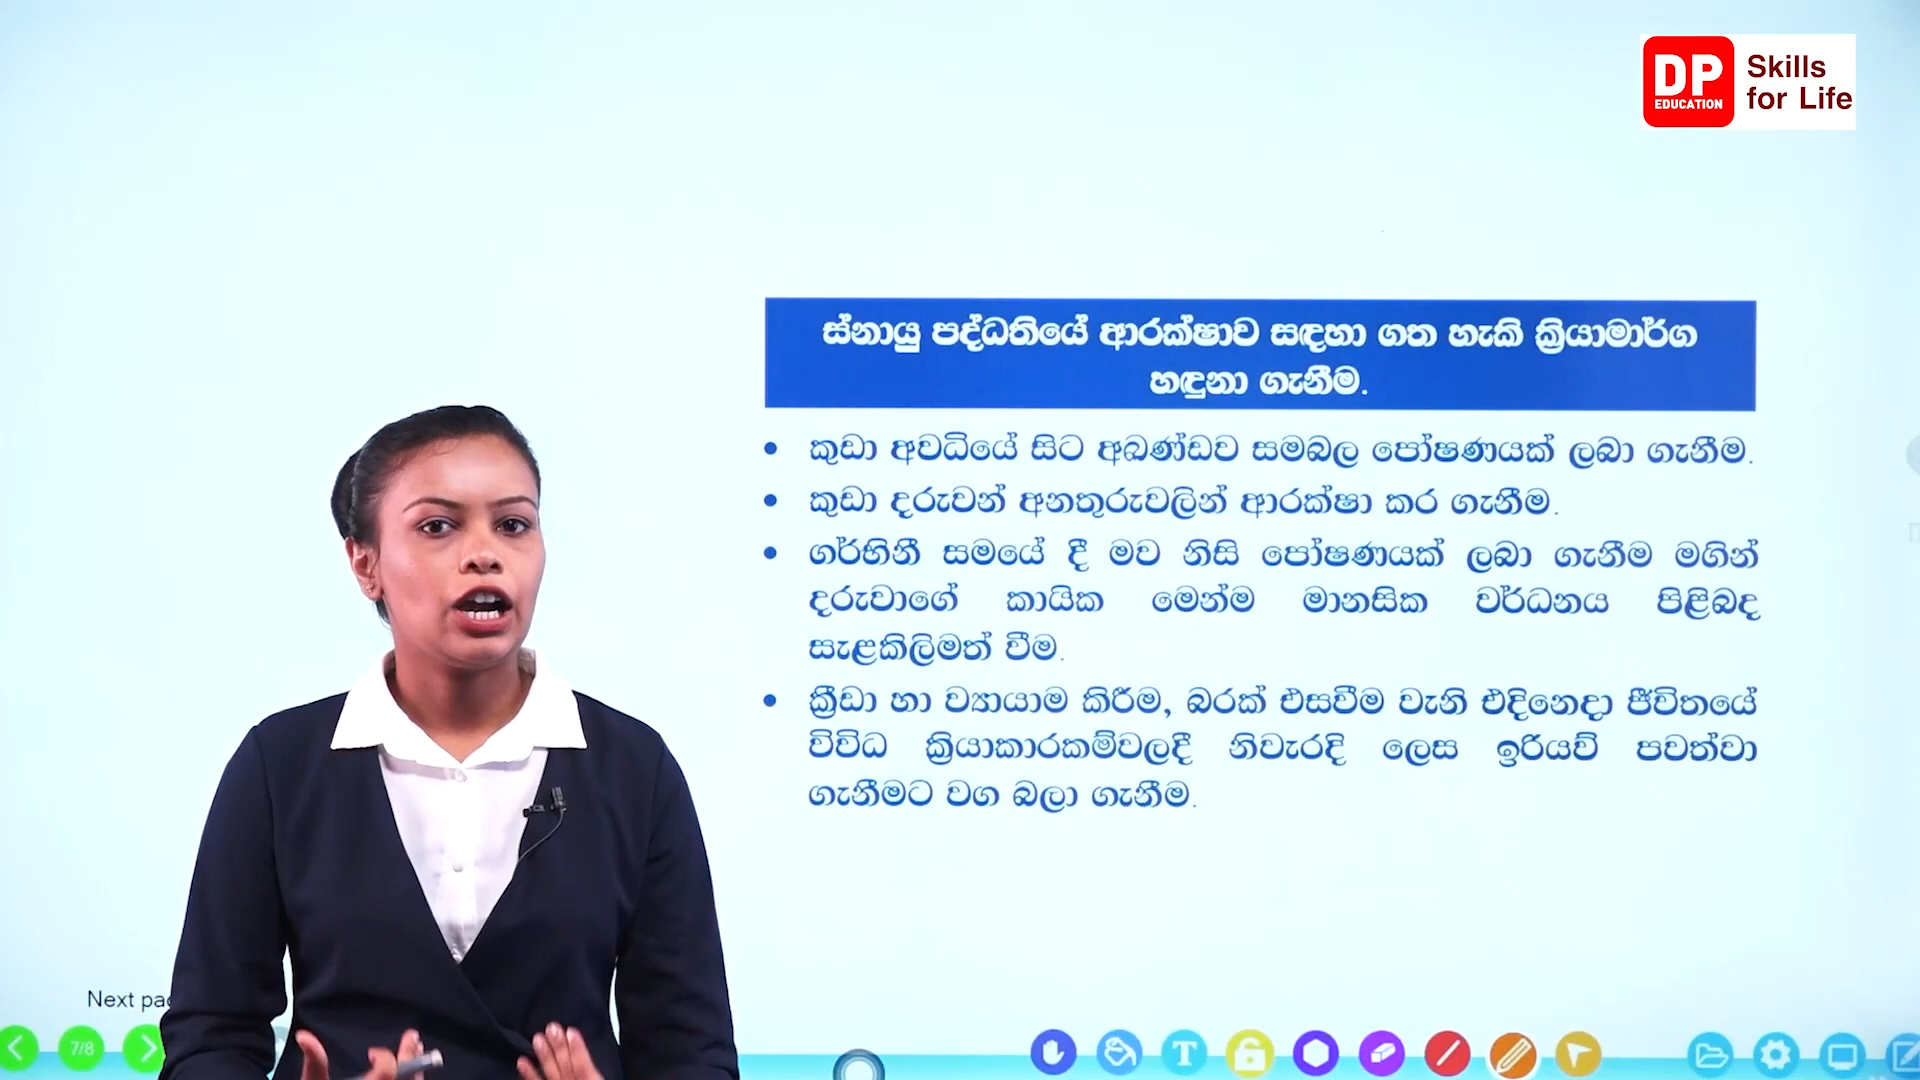 DP
EDUCATION
Skills
for Life
ස්නායු පද්ධතියේ ආරක්ෂාව සඳහා ගත හැකි ක්‍රියාමාර්ග
හඳුනා ගැනීම.
• කුඩා අවධියේ සිට අඛණ්ඩව සමබල පෝෂණයක් ලබා ගැනීම.
• කුඩා දරුවන් අනතුරුවලින් ආරක්ෂා කර ගැනීම.
• ගර්භිනී සමයේ දී මව නිසි පෝෂණයක් ලබා ගැනීම මගින්
දරුවාගේ කායික මෙන්ම මානසික වර්ධනය පිළිබද
සැළකිලිමත් වීම.
• ක්‍රීඩා හා ව්‍යායාම කිරීම, බරක් එසවීම වැනි එදිනෙදා ජීවිතයේ
විවිධ ක්‍රියාකාරකම්වලදී නිවැරදි ලෙස ඉරියව් පවත්වා
ගැනීමට වග බලා ගැනීම.
Next
7/8